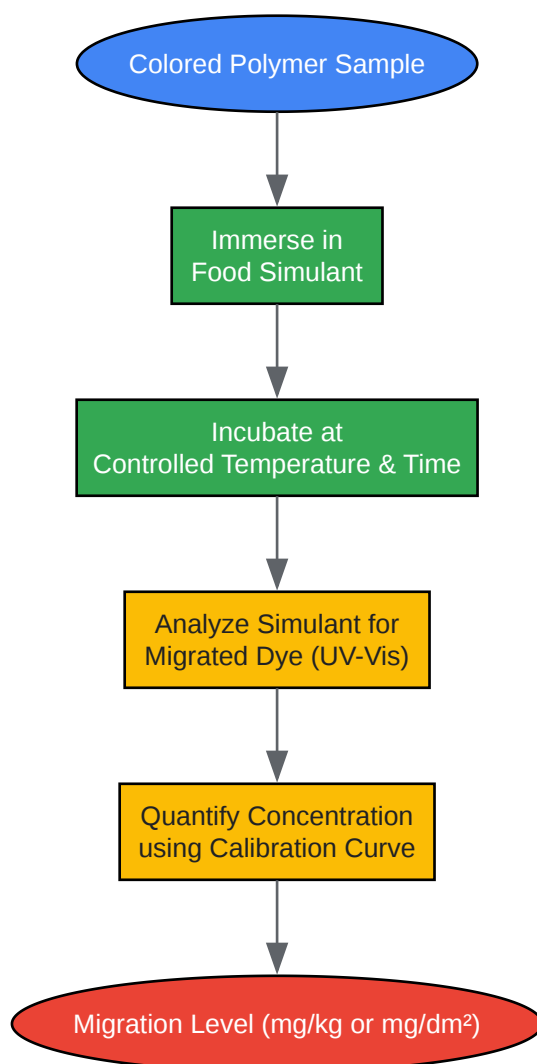 Colored Polymer Sample
Immerse in
Food Simulant
Incubate at
Controlled Temperature & Time
Analyze Simulant for
Migrated Dye (UV-Vis)
Quantify Concentration
using Calibration Curve
Migration Level (mg/kg or mg/dm²)